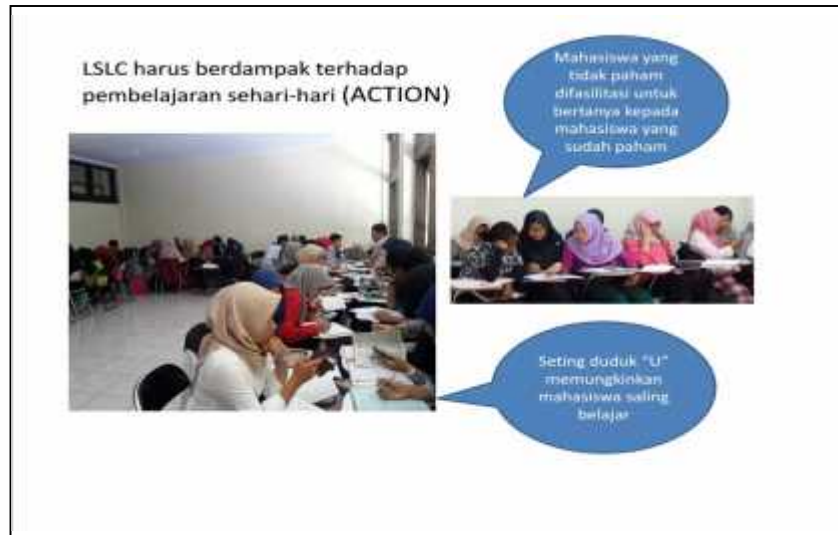 LSLC harus berdampak terhadap
pembelajaran sehari-hari (ACTION)
Mahasiswa yang
tidak paham
difasilitasi untuk
bertanya kepada
mahasiswa yang
sudah paham
Seting duduk "U"
memungkinkan
mahasiswa saling
belajar